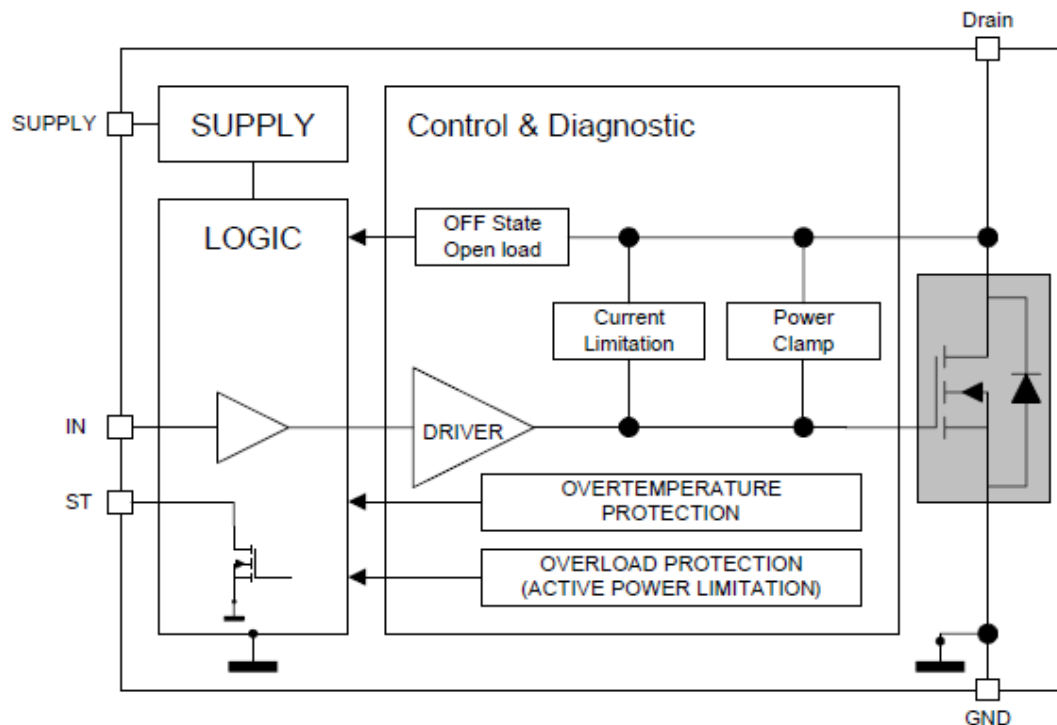 Drain
SUPPLY
SUPPLY
Control & Diagnostic
LOGIC
OFF State
Open load
Current
Limitation
Power
Clamp
IN
DRIVER
ST
OVERTEMPERATURE
PROTECTION
OVERLOAD PROTECTION
(ACTIVE POWER LIMITATION)
GND